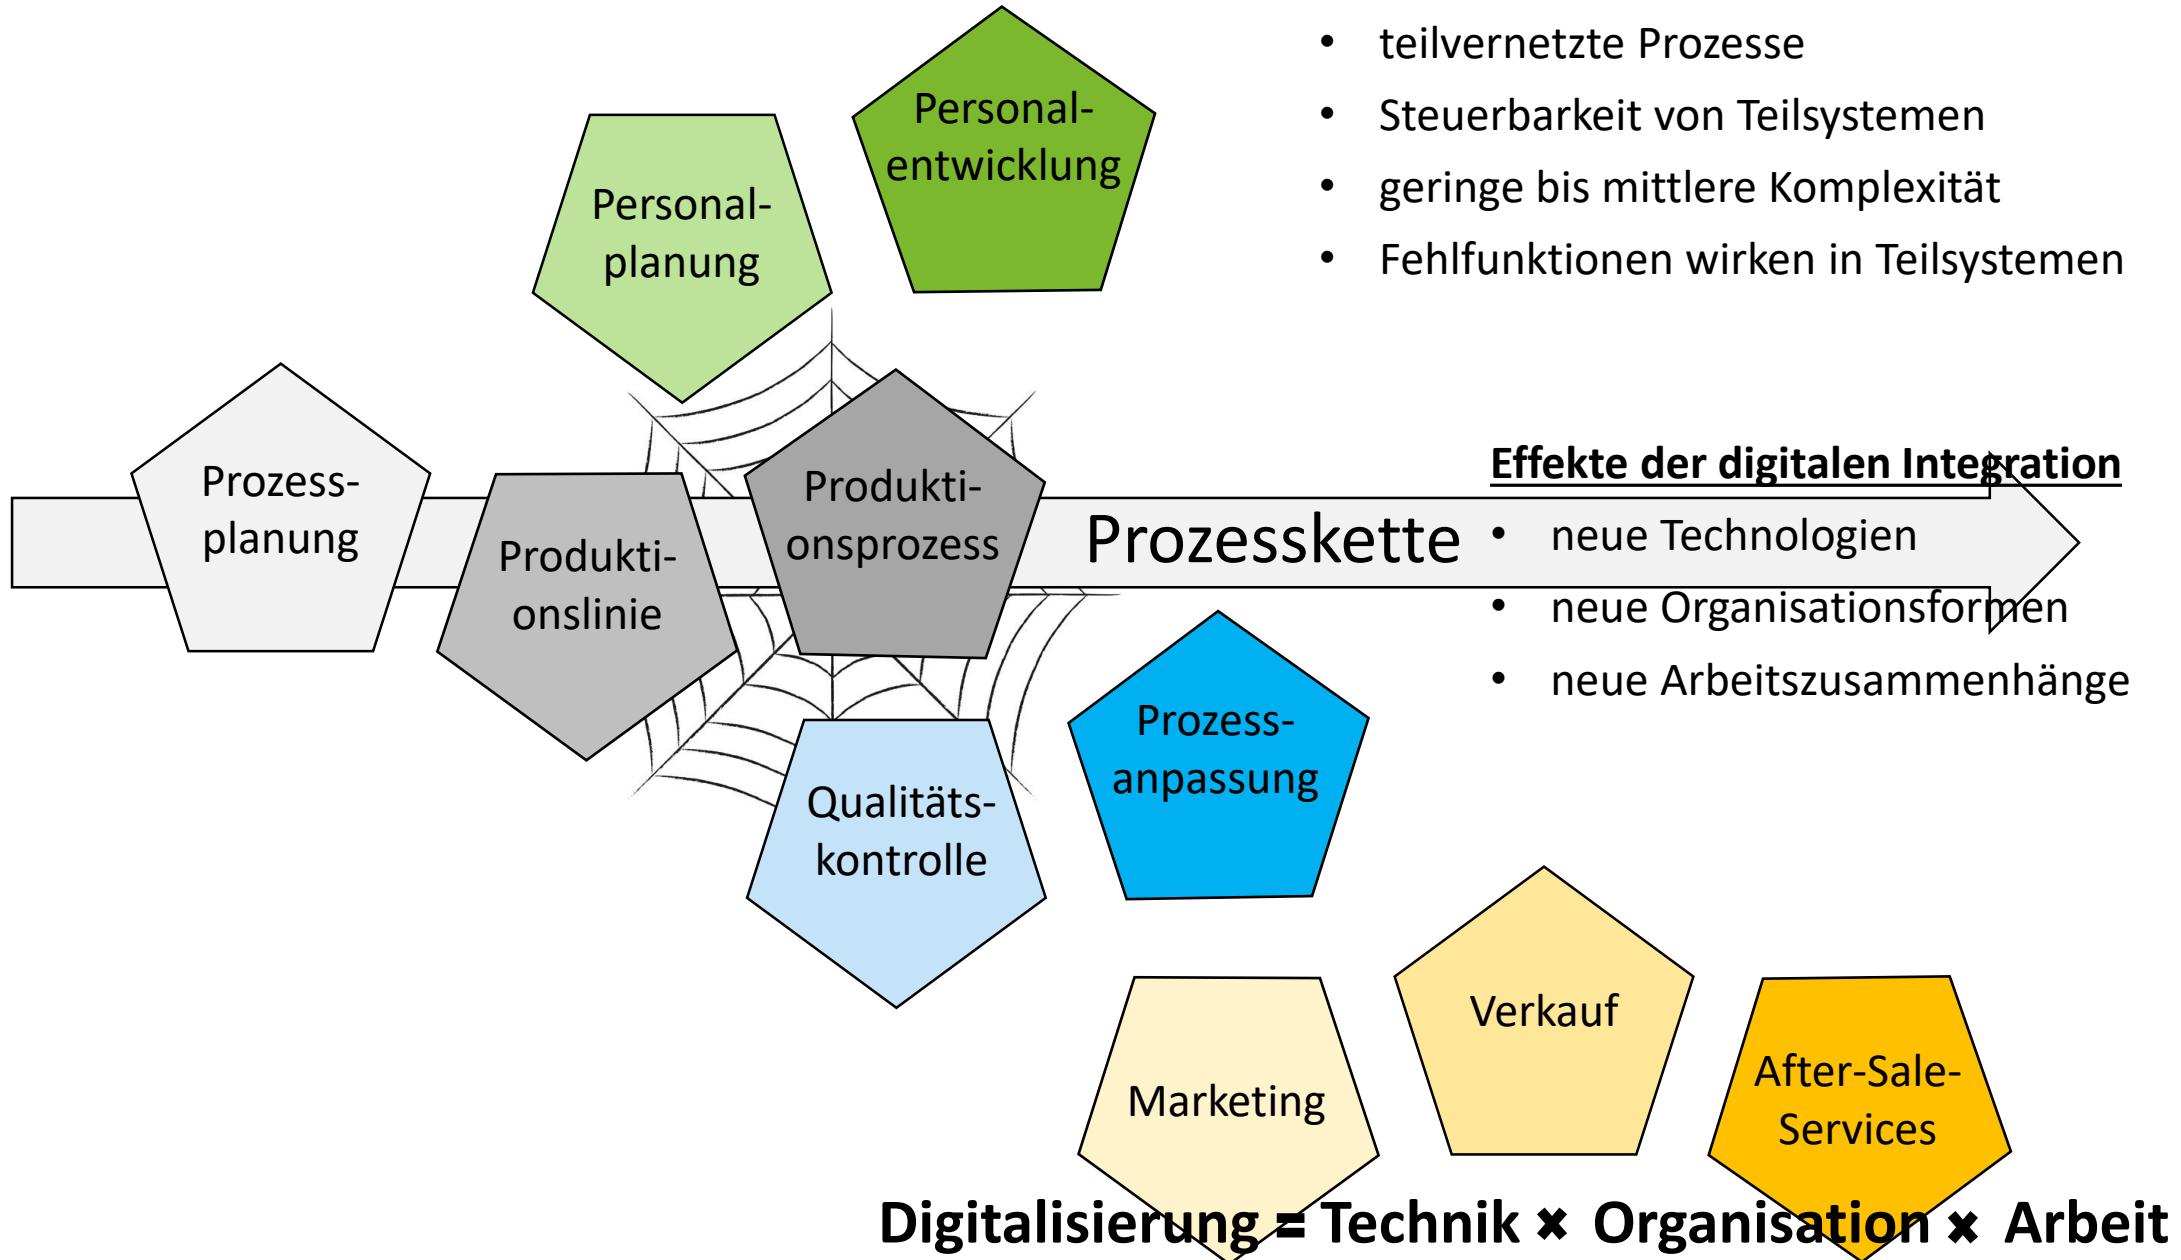 • teilvernetzte Prozesse
• Steuerbarkeit von Teilsystemen
• geringe bis mittlere Komplexität
• Fehlfunktionen wirken in Teilsystemen
Personal-
entwicklung
Personal-
planung
Prozess-
planung
Produkti-
onslinie
Produkti-
onsprozess
Prozesskette
Effekte der digitalen Integration
• neue Technologien
• neue Organisationsformen
• neue Arbeitszusammenhänge
Prozess-
anpassung
Qualitäts-
kontrolle
Marketing
Verkauf
After-Sale-
Services
Digitalisierung = Technik ✖ Organisation ✖ Arbeit